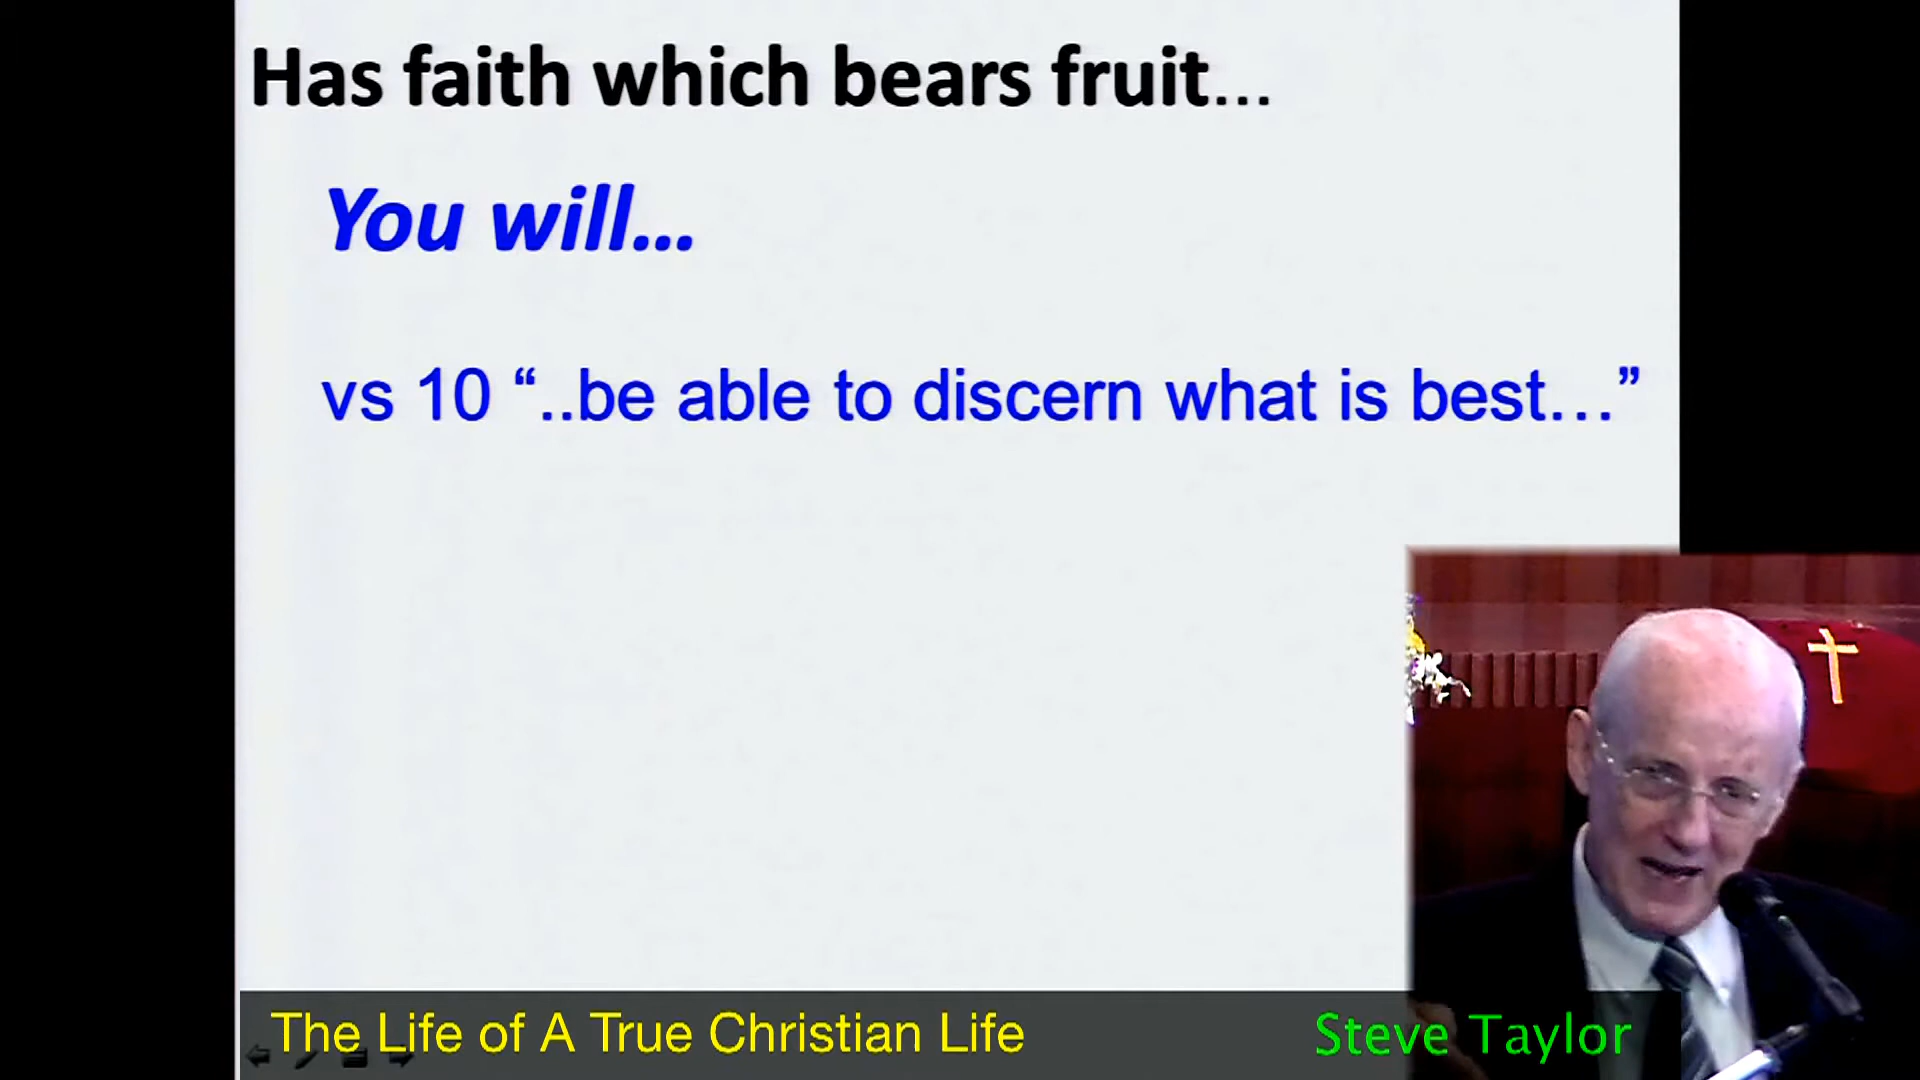 Has faith which bears fruit...
You will...
vs 10 “..be able to discern what is best...”
The Life of A True Christian Life
Steve Taylor